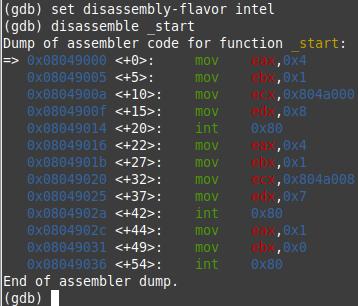 (gdb) set disassembly-flavor intel
(gdb) disassemble _start
Dump of assembler code for function _start:
=> 0x08049000 <+0>:     mov    eax,0x4
   0x08049005 <+5>:     mov    ebx,0x1
   0x0804900a <+10>:    mov    ecx,0x804a000
   0x0804900f <+15>:    mov    edx,0x8
   0x08049014 <+20>:    int    0x80
   0x08049016 <+22>:    mov    eax,0x4
   0x0804901b <+27>:    mov    ebx,0x1
   0x08049020 <+32>:    mov    ecx,0x804a008
   0x08049025 <+37>:    mov    edx,0x7
   0x0804902a <+42>:    int    0x80
   0x0804902c <+44>:    mov    eax,0x1
   0x08049031 <+49>:    mov    ebx,0x0
   0x08049036 <+54>:    int    0x80
End of assembler dump.
(gdb)